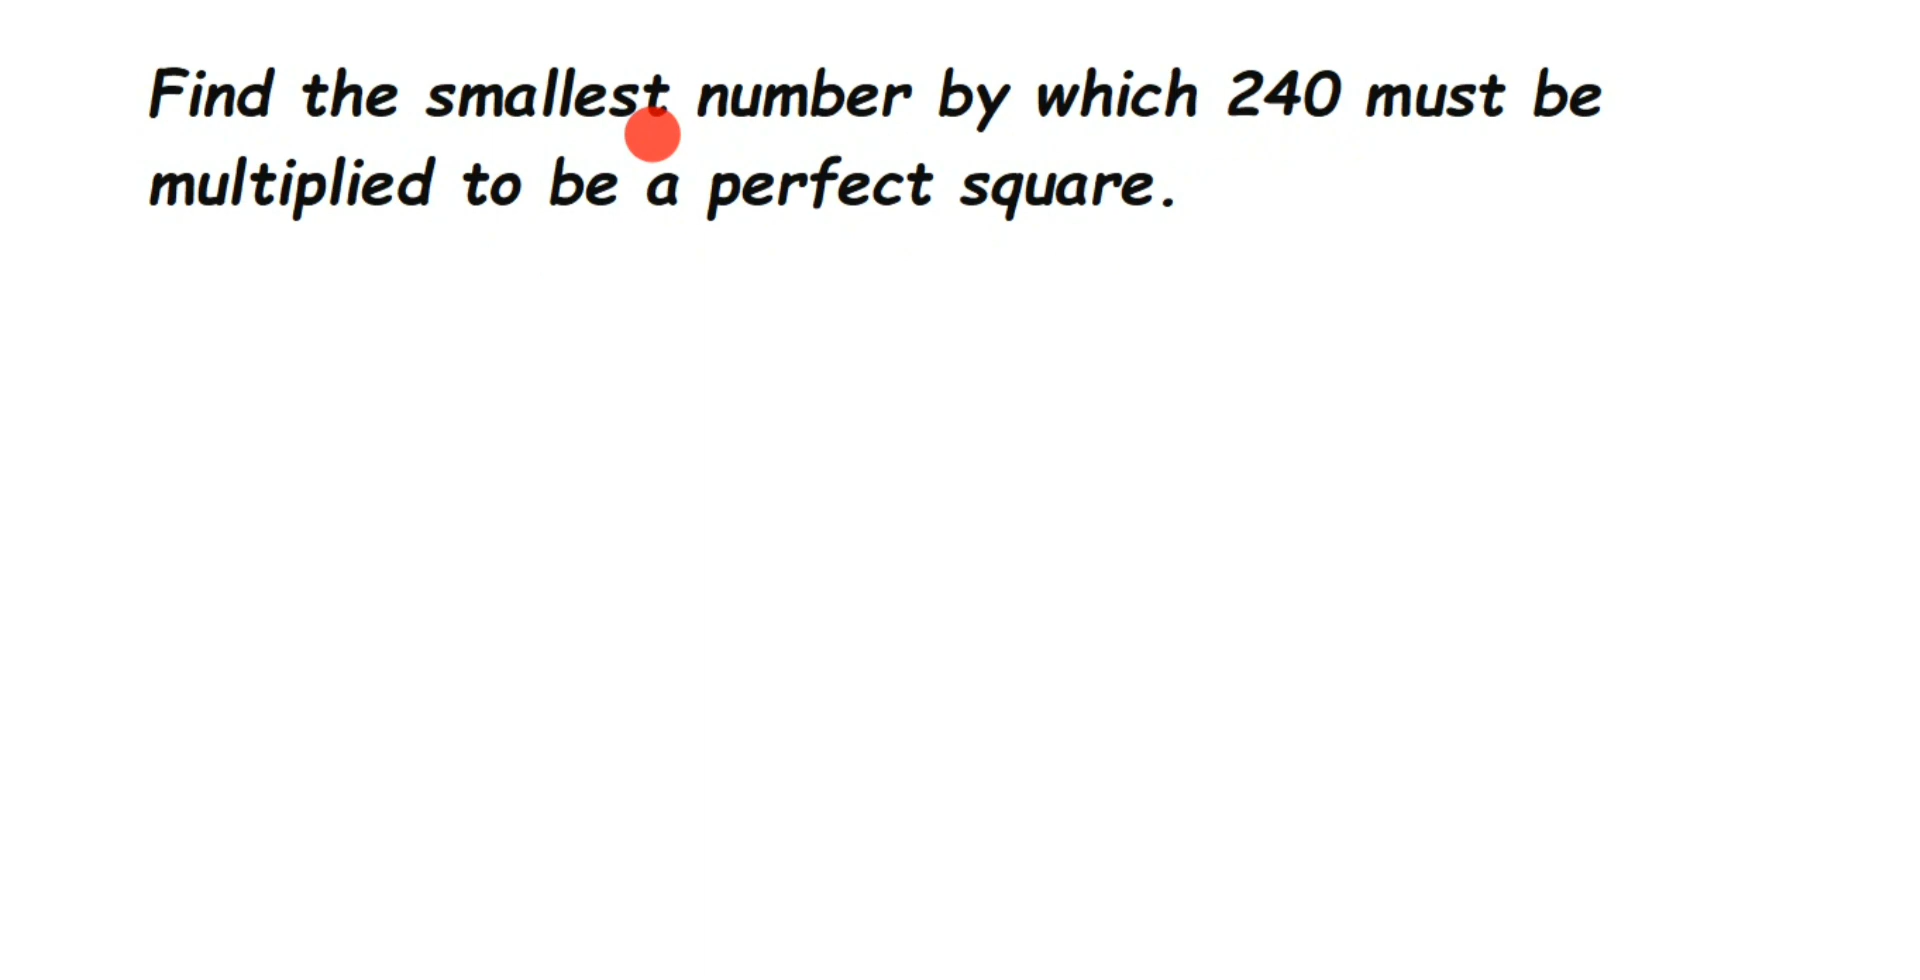 Find the smallest number by which 240 must be
multiplied to be a perfect square.